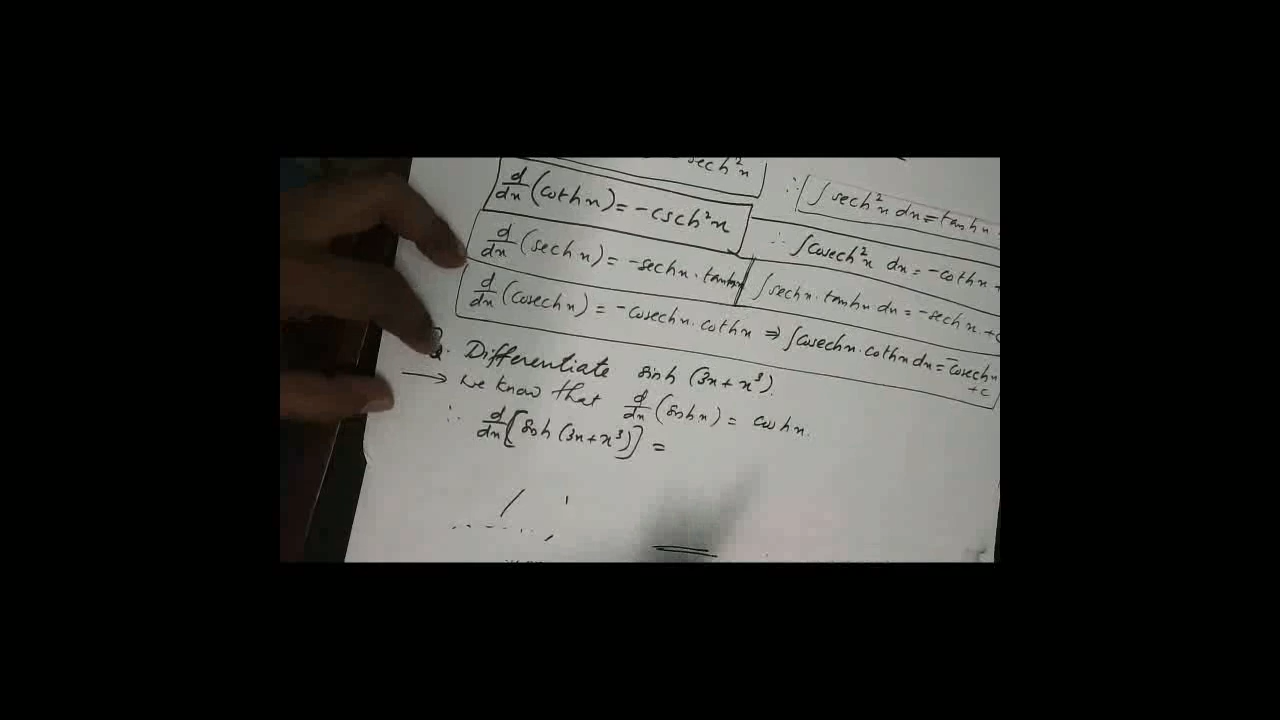 sech²x
d/dx (coth x) = -csch²x
d/dx (sech x) = -sech x . tanh x
d/dx (cosech x) = -cosech x . coth x ⇒ ∫ cosech x . coth x dx = -cosech x + c
∴ ∫ sech²x dx = tanh x
∴ ∫ cosech²x dx = -coth x +
∫ sech x . tanh x dx = -sech x + c
Q. Differentiate sinh (3x + x³).
→ We know that d/dx (sinh x) = cosh x.
∴ d/dx [sinh (3x + x³)] =